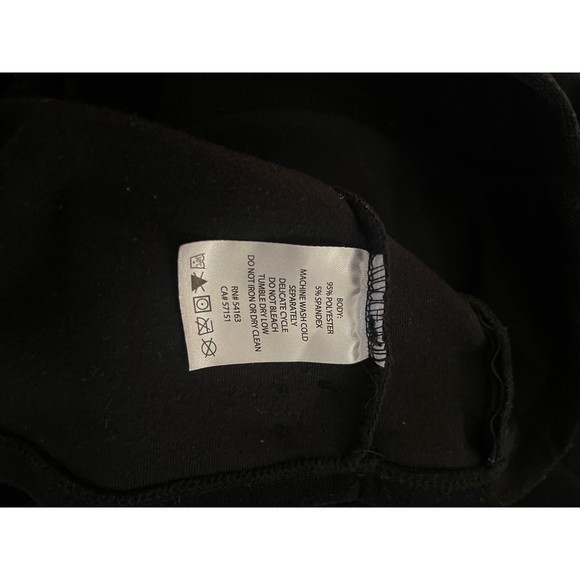 BODY:
95% POLYESTER
5% SPANDEX
MACHINE WASH COLD
SEPARATELY
DELICATE CYCLE
DO NOT BLEACH
TUMBLE DRY LOW
DO NOT IRON OR DRY CLEAN
RN# 54163
CA# 57151